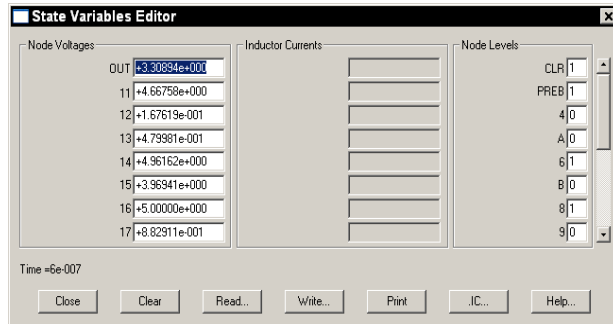 State Variables Editor
Node Voltages Inductor Currents Node Levels
OUT +3.30894e+000 CLR 1
11 +4.66758e+000 PREB 1
12 +1.67619e-001 4 0
13 +4.79981e-001 A 0
14 +4.96162e+000 6 1
15 +3.96941e+000 B 0
16 +5.00000e+000 8 1
17 +8.82911e-001 9 0
Time =6e-007
Close Clear Read... Write... Print .IC... Help...